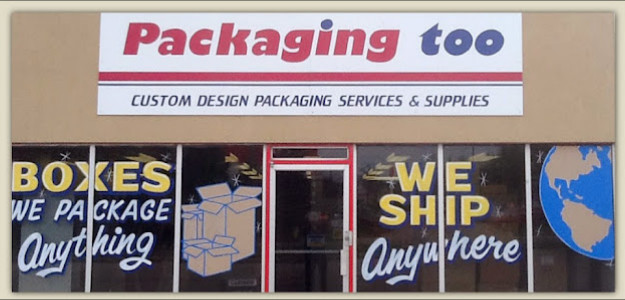 Packaging too
CUSTOM DESIGN PACKAGING SERVICES & SUPPLIES
BOXES
WE PACKAGE
Anything
WE
SHIP
Anywhere